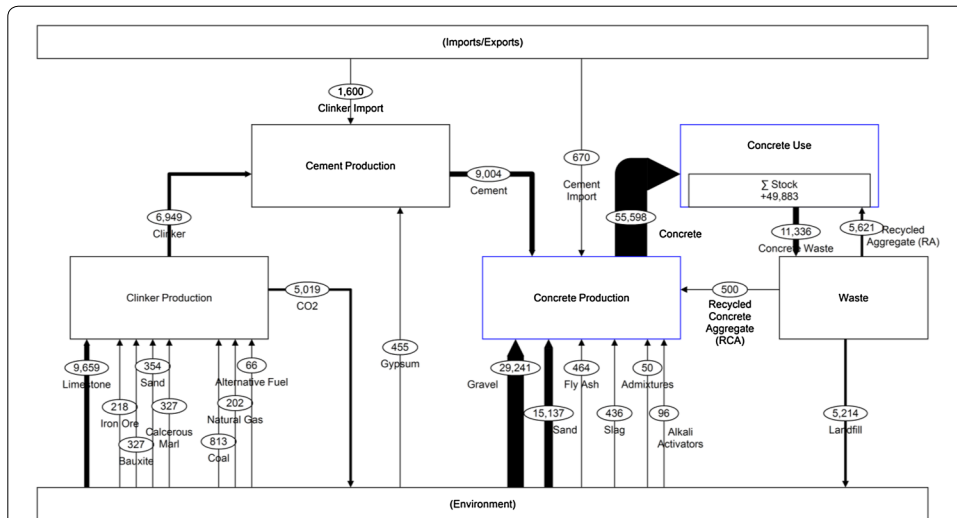 (Imports/Exports)
1,600
Clinker Import
Cement Production
Concrete Use
∑ Stock
+49,883
9,004
Cement
670
Cement
Import
55,598
Concrete
6,949
Clinker
11,336
Concrete Waste
5,621
Recycled
Aggregate (RA)
Clinker Production
5,019
CO2
Concrete Production
500
Recycled
Concrete
Aggregate
(RCA)
Waste
455
Gypsum
9,659
Limestone
218
Iron Ore
327
Bauxite
354
Sand
327
Calcerous
Marl
813
Coal
202
Natural Gas
66
Alternative Fuel
29,241
Gravel
15,137
Sand
464
Fly Ash
436
Slag
50
Admixtures
96
Alkali
Activators
5,214
Landfill
(Environment)